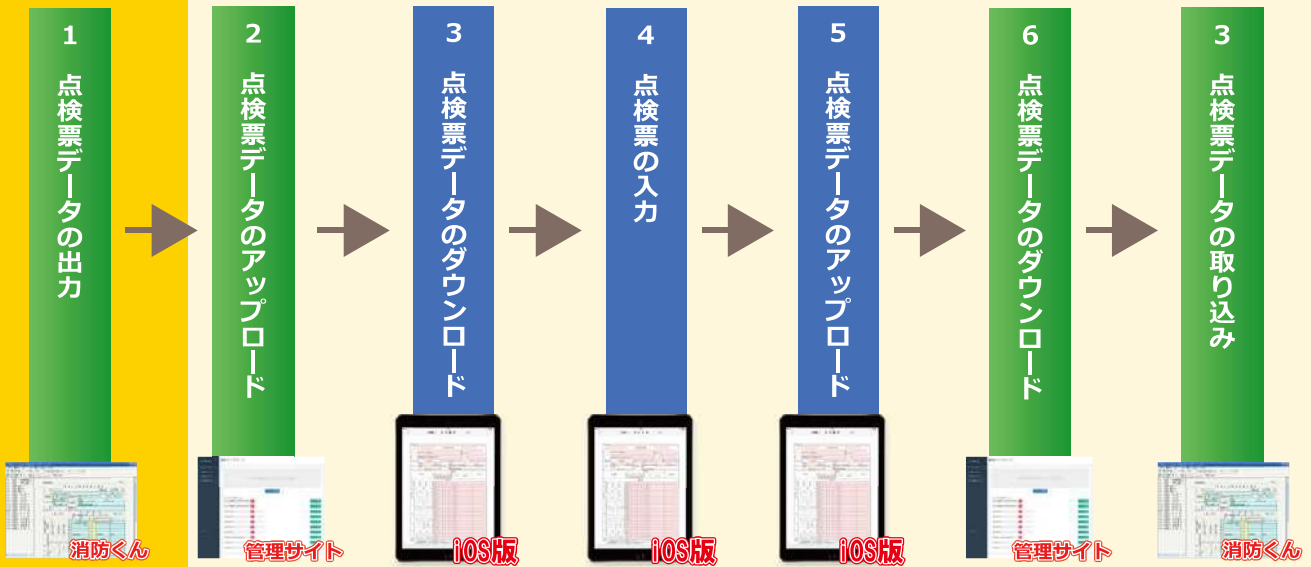 1 点検票データの出力
消防くん
2 点検票データのアップロード
管理サイト
3 点検票データのダウンロード
iOS版
4 点検票の入力
iOS版
5 点検票データのアップロード
iOS版
6 点検票データのダウンロード
管理サイト
3 点検票データの取り込み
消防くん